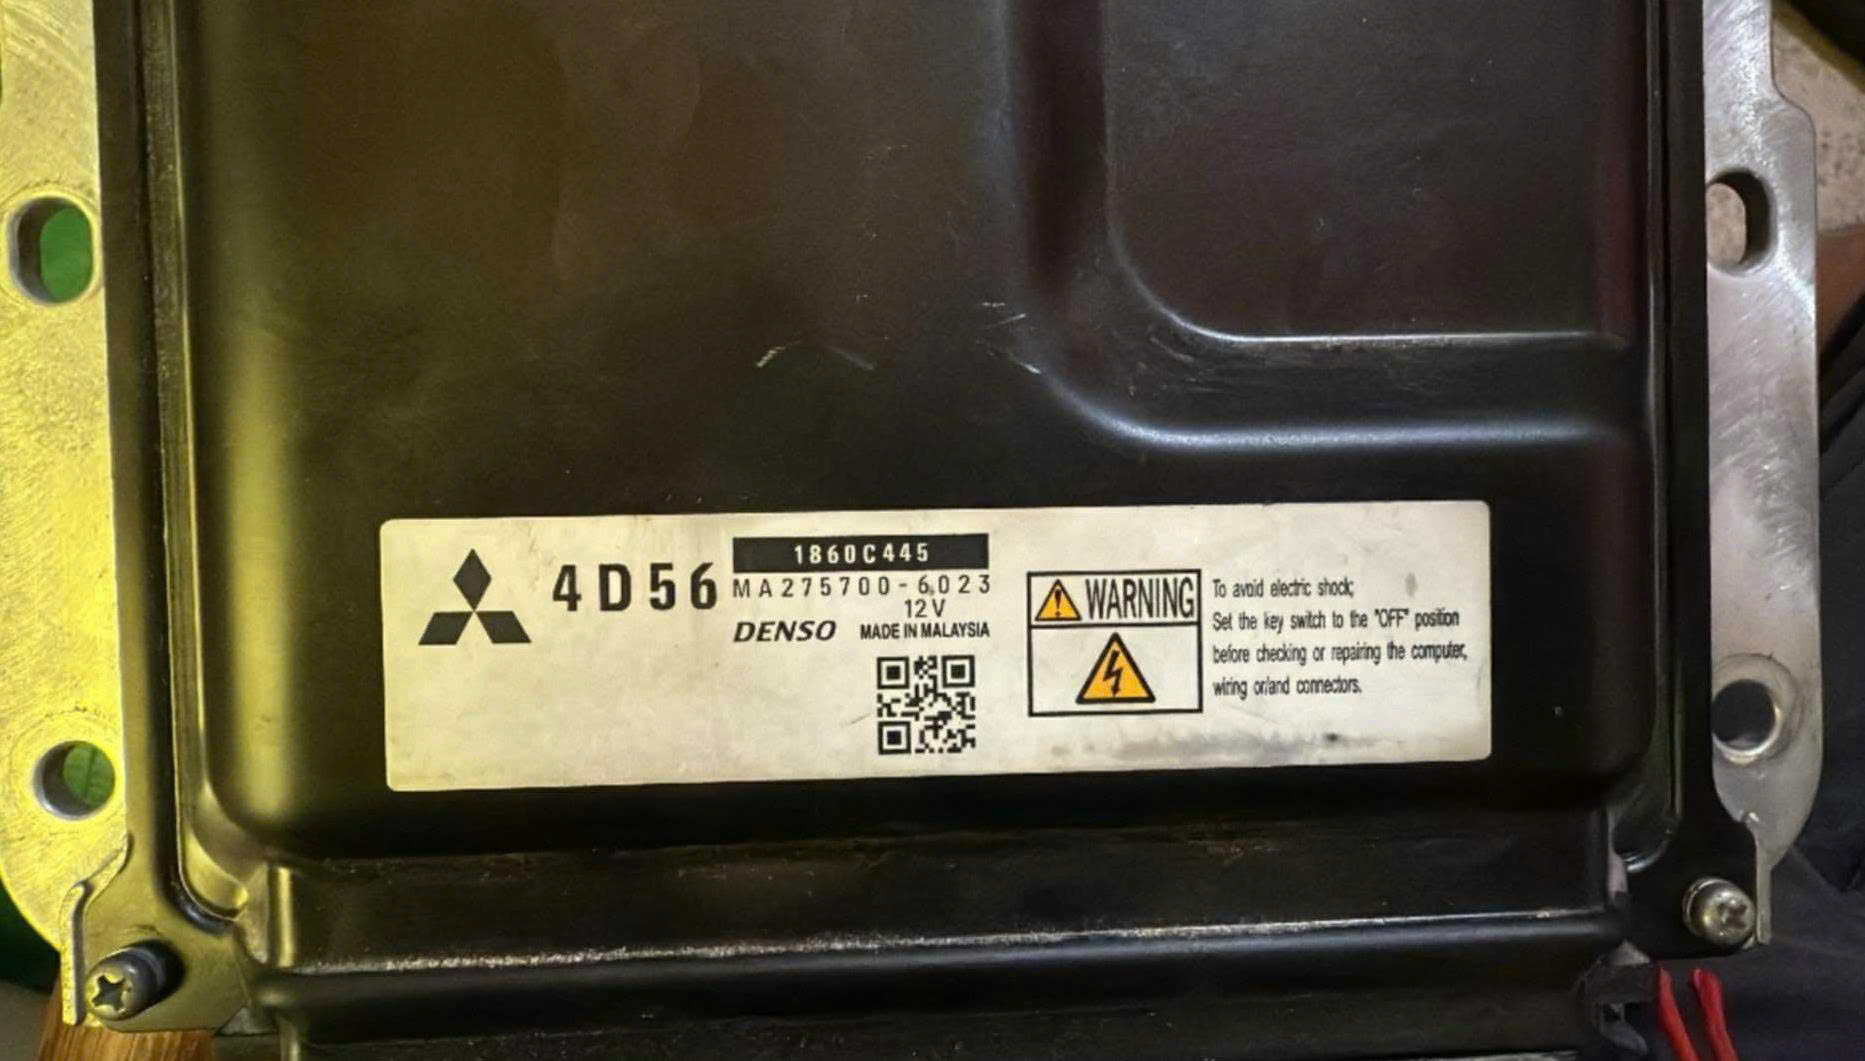 4D56
1860C445
MA275700-6023
12V
DENSO MADE IN MALAYSIA
WARNING
To avoid electric shock;
Set the key switch to the "OFF" position
before checking or repairing the computer,
wiring or/and connectors.